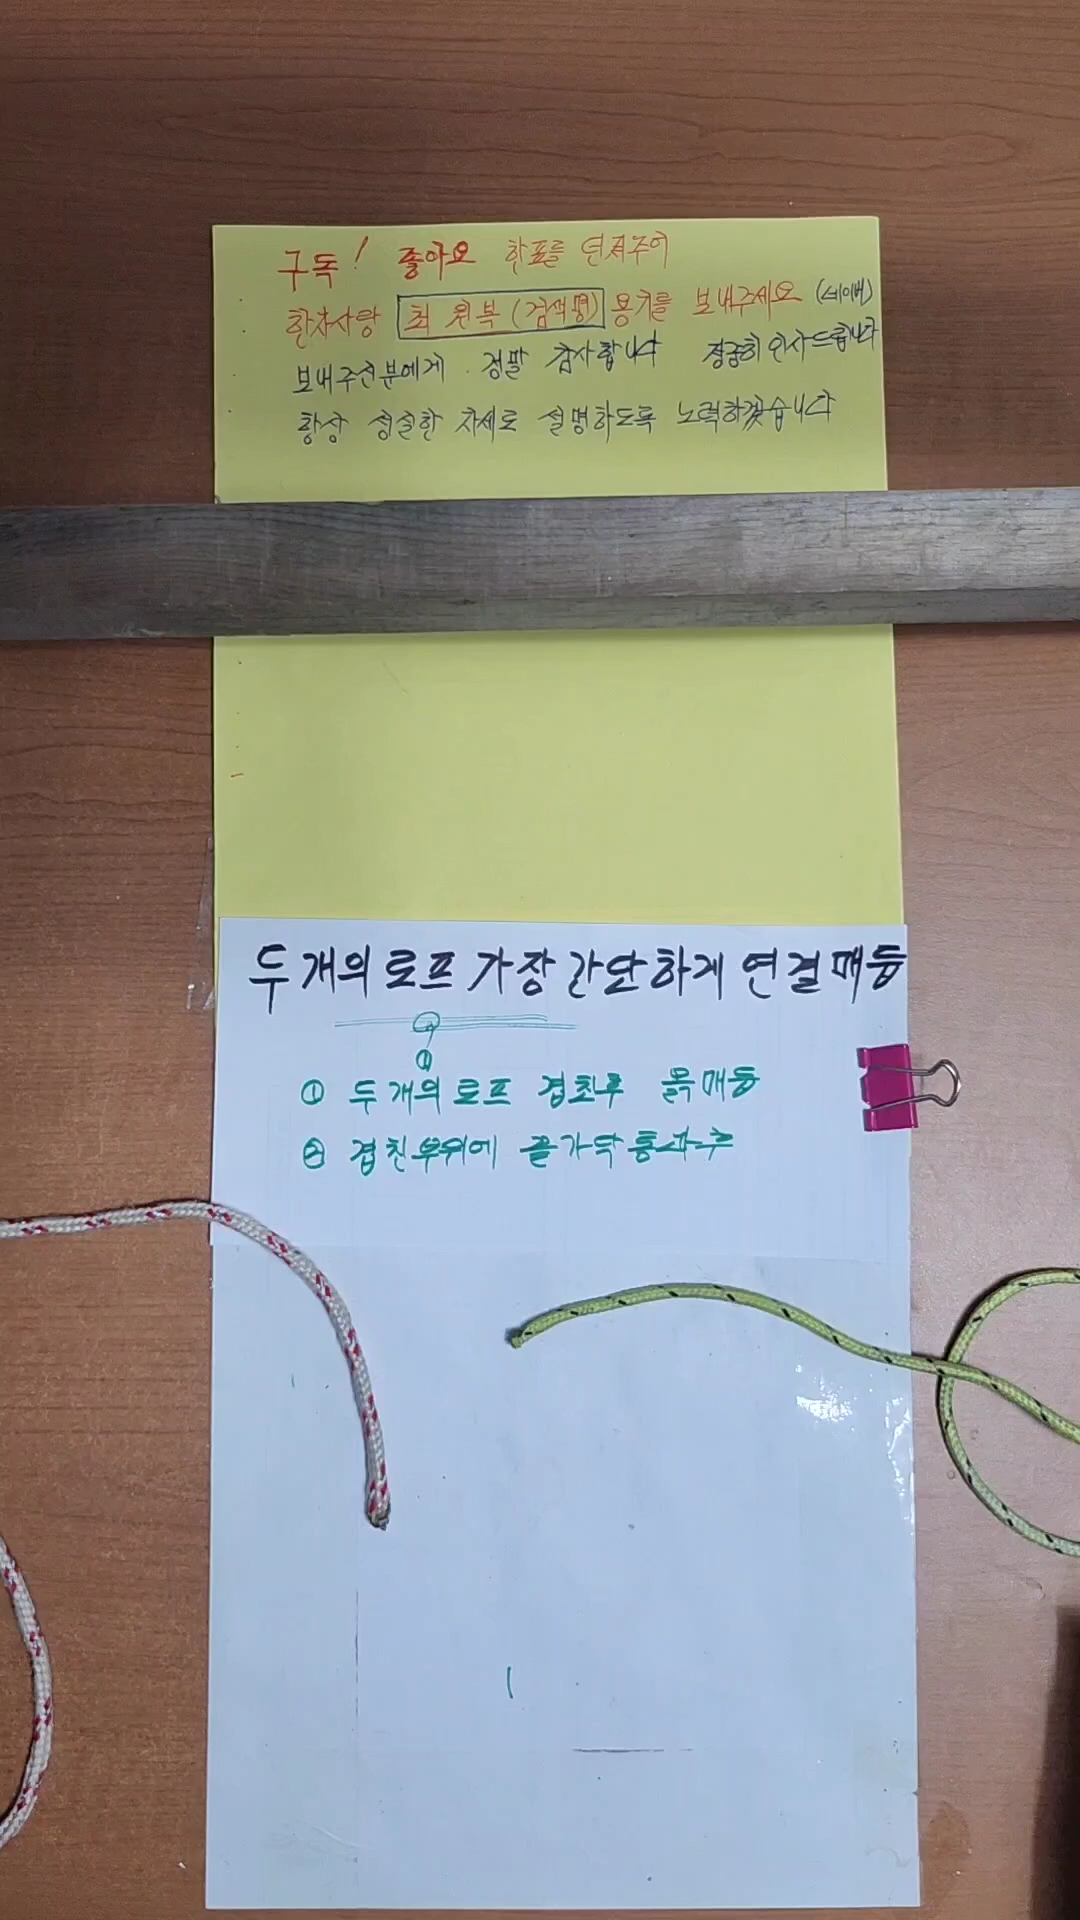 구독! 좋아요 한표를 던져주어
한자사랑 최원복(검색명) 용기를 보내주세요 (네이버)
보내주신분에게 정말 감사합니다 정중히 인사드립니다
항상 성실한 자세로 설명하도록 노력하겠습니다
두개의 로프 가장 간단하게 연결매듭
①
① 두개의 로프 겹친후 옭매듭
② 겹친부위에 끝가닥 통과후